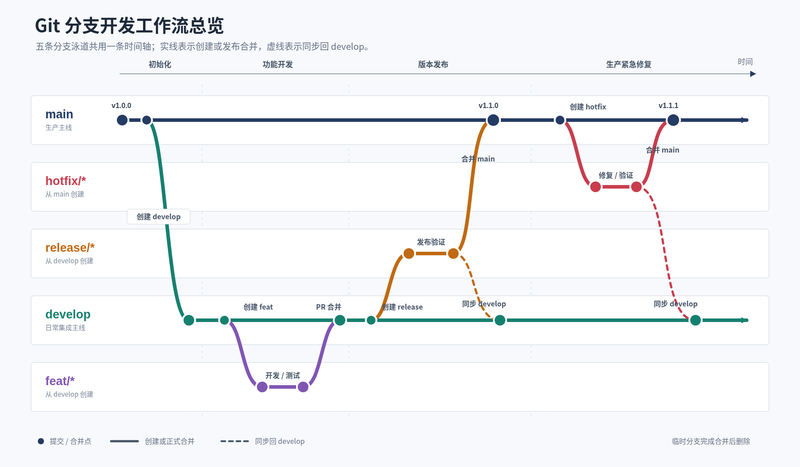 Git 分支开发工作流总览
五条分支泳道共用一条时间轴；实线表示创建或发布合并，虚线表示同步回 develop。
初始化
功能开发
版本发布
生产紧急修复
时间
main
生产主线
v1.0.0
v1.1.0
创建 hotfix
v1.1.1
合并 main
合并 main
hotfix/*
从 main 创建
修复 / 验证
创建 develop
release/*
从 develop 创建
发布验证
develop
日常集成主线
创建 feat
PR 合并
创建 release
同步 develop
同步 develop
feat/*
从 develop 创建
开发 / 测试
提交 / 合并点
创建或正式合并
同步回 develop
临时分支完成合并后删除